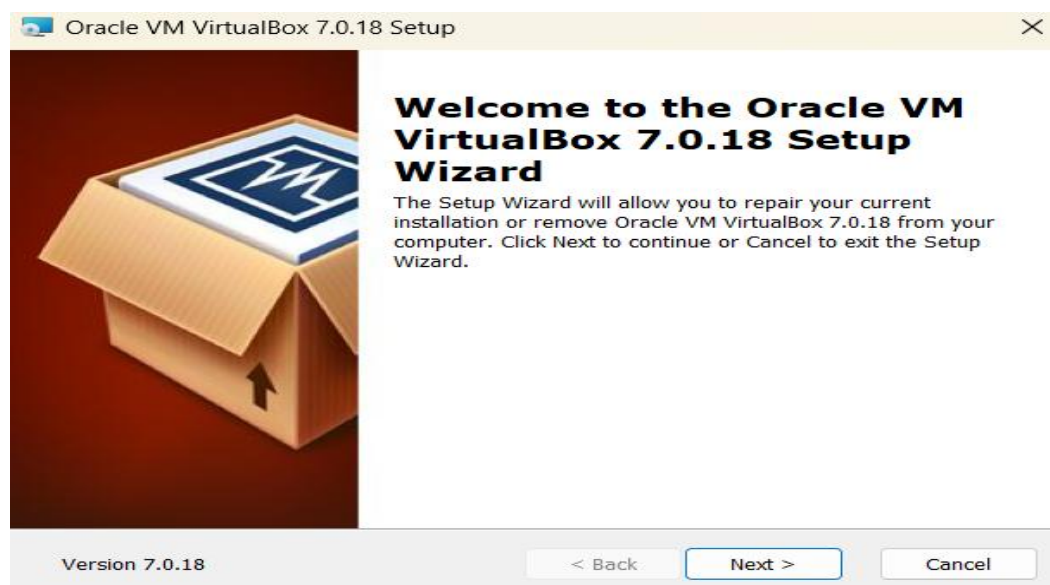 Oracle VM VirtualBox 7.0.18 Setup
Welcome to the Oracle VM
VirtualBox 7.0.18 Setup
Wizard
The Setup Wizard will allow you to repair your current
installation or remove Oracle VM VirtualBox 7.0.18 from your
computer. Click Next to continue or Cancel to exit the Setup
Wizard.
Version 7.0.18
< Back
Next >
Cancel